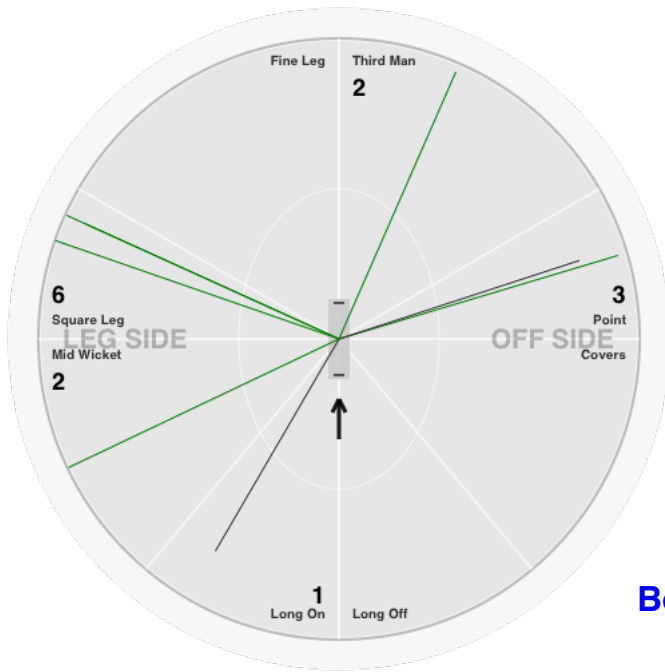 Fine Leg
Third Man
2
6
Square Leg
LEG SIDE
Mid Wicket
2
3
Point
OFF SIDE
Covers
1
Long On
Long Off